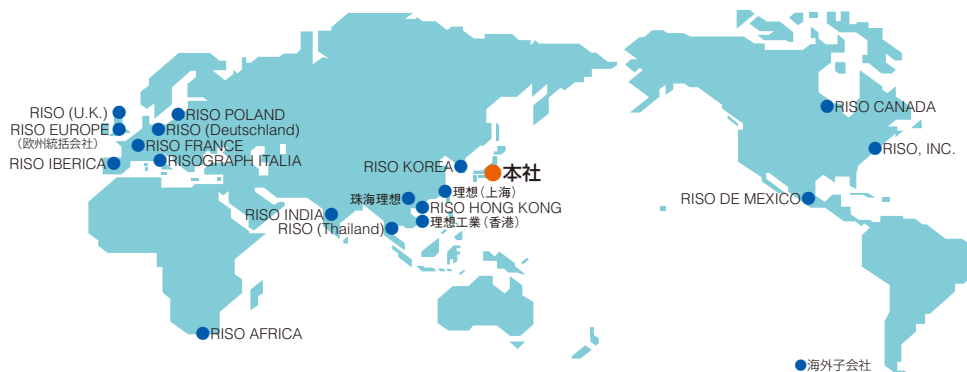 RISO (U.K.)
RISO EUROPE
（欧州統括会社）
RISO IBERICA
RISO POLAND
RISO (Deutschland)
RISO FRANCE
RISOGRAPH ITALIA
RISO KOREA
本社
珠海理想
理想（上海）
RISO HONG KONG
理想工業（香港）
RISO INDIA
RISO (Thailand)
RISO AFRICA
RISO CANADA
RISO, INC.
RISO DE MEXICO
海外子会社